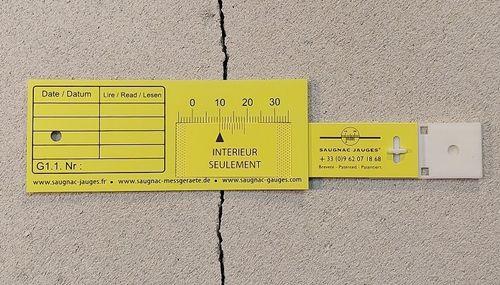 Date / Datum
Lire / Read / Lesen
0 10 20 30
INTERIEUR
SEULEMENT
G1.1. Nr :
www.saugnac-jauges.fr • www.saugnac-messgeraete.de • www.saugnac-gauges.com
SAUGNAC JAUGES®
+ 33 (0)9 62 07 18 68
Breveté - Patented - Patentiert